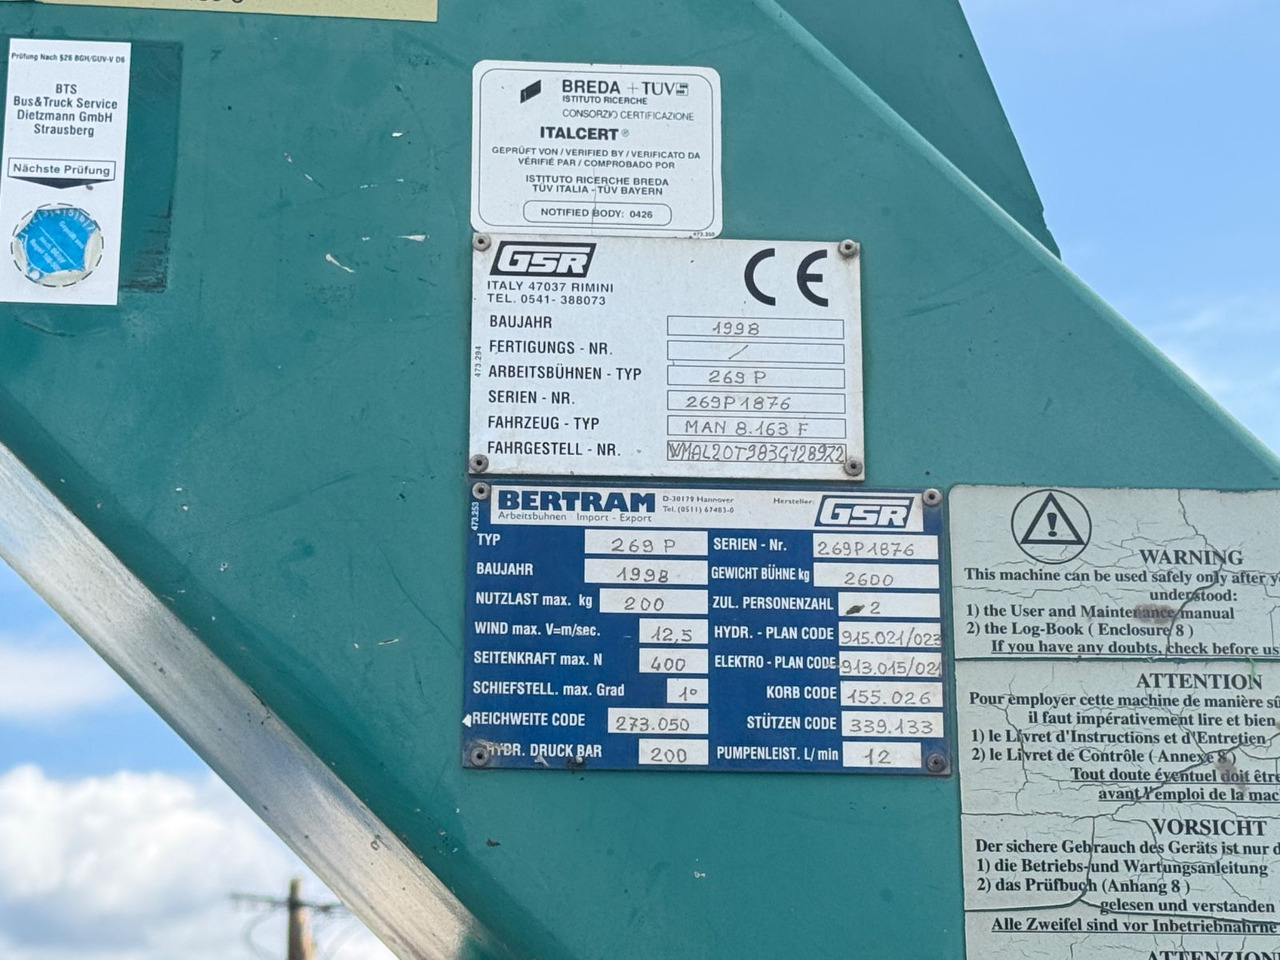 Prüfung Nach §26 BGH/GUV-V D6
BTS
Bus&Truck Service
Dietzmann GmbH
Strausberg
Nächste Prüfung
BREDA + TÜV
ISTITUTO RICERCHE
CONSORZIO CERTIFICAZIONE
ITALCERT®
GEPRÜFT VON / VERIFIED BY / VERIFICATO DA
VÉRIFIÉ PAR / COMPROBADO POR
ISTITUTO RICERCHE BREDA
TÜV ITALIA - TÜV BAYERN
NOTIFIED BODY: 0426
GSR CE
ITALY 47037 RIMINI
TEL. 0541- 388073
BAUJAHR 1998
FERTIGUNGS - NR. /
ARBEITSBÜHNEN - TYP 269 P
SERIEN - NR. 269P1876
FAHRZEUG - TYP MAN 8.163 F
FAHRGESTELL - NR. WMAL20T983G128972
473.294
473.253
BERTRAM D-30179 Hannover Hersteller: GSR
Arbeitsbühnen Import - Export Tel. (0511) 67483-0
TYP 269 P SERIEN - Nr. 269P1876
BAUJAHR 1998 GEWICHT BÜHNE kg 2600
NUTZLAST max. kg 200 ZUL. PERSONENZAHL 2
WIND max. V=m/sec. 12,5 HYDR. - PLAN CODE 915.021/023
SEITENKRAFT max. N 400 ELEKTRO - PLAN CODE 913.015/021
SCHIEFSTELL. max. Grad 1° KORB CODE 155.026
REICHWEITE CODE 273.050 STÜTZEN CODE 339.133
HYDR. DRUCK BAR 200 PUMPENLEIST. L/min 12
WARNING
This machine can be used safely only after
understood:
1) the User and Maintenance manual
2) the Log-Book ( Enclosure 8 )
If you have any doubts, check before
ATTENTION
Pour employer cette machine de manière
il faut impérativement lire et bien
1) le Livret d'Instructions et d'Entretien
2) le Livret de Contrôle ( Annexe 8 )
Tout doute éventuel doit être
avant l'emploi de la
VORSICHT
Der sichere Gebrauch des Geräts ist nur
1) die Betriebs-und Wartungsanleitung
2) das Prüfbuch (Anhang 8 )
gelesen und verstanden
Alle Zweifel sind vor Inbetriebnahme